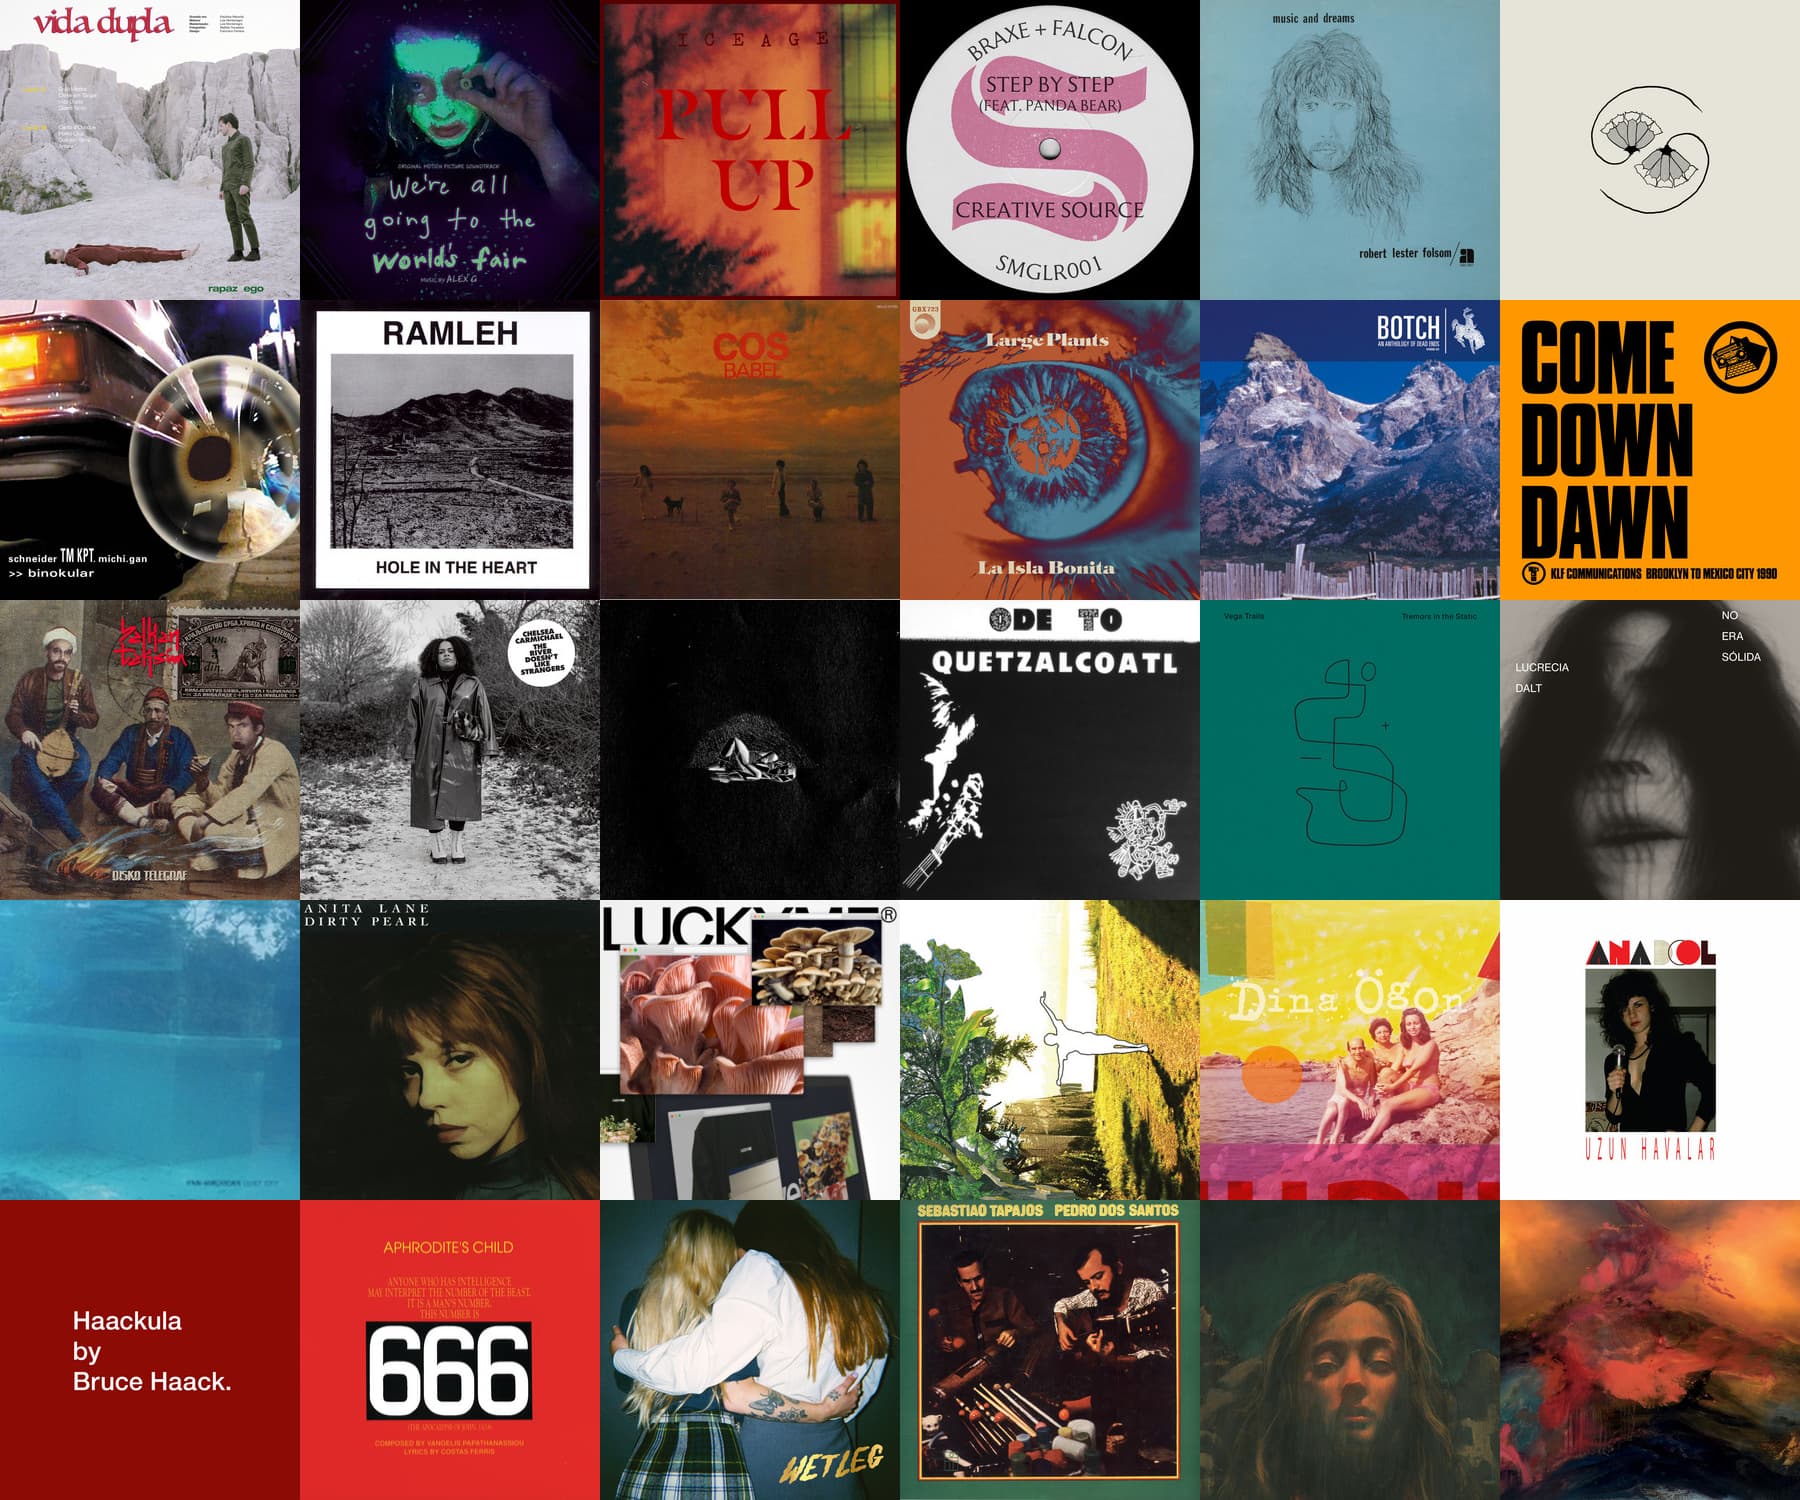 vida dupla
rapaz ego
ORIGINAL MOTION PICTURE SOUNDTRACK
We're all
going to the
world's fair
MUSIC BY ALEX G
ICEAGE
PULL
UP
BRAXE + FALCON
STEP BY STEP
(FEAT. PANDA BEAR)
CREATIVE SOURCE
SMGLR001
music and dreams
robert lester folsom/a
schneider TM KPT. michi.gan
>> binokular
RAMLEH
HOLE IN THE HEART
COS
BABEL
GBX723
Large Plants
La Isla Bonita
BOTCH
AN ANTHOLOGY OF DEAD ENDS
COME
DOWN
DAWN
KLF COMMUNICATIONS BROOKLYN TO MEXICO CITY 1990
balkan
taksim
DISKO TELEGRAF
CHELSEA
CARMICHAEL
THE
RIVER
DOESN'T
LIKE
STRANGERS
ODE TO
QUETZALCOATL
Vega Trails
Tremors in the Static
LUCRECIA
DALT
NO
ERA
SÓLIDA
ANITA LANE
DIRTY PEARL
LUCKYME®
Dina Ögon
ANADOL
UZUN HAVALAR
Haackula
by
Bruce Haack.
APHRODITE'S CHILD
ANYONE WHO HAS INTELLIGENCE
MAY INTERPRET THE NUMBER OF THE BEAST.
IT IS A MAN'S NUMBER.
THIS NUMBER IS
666
(THE APOCALYPSE OF JOHN, 13/18)
COMPOSED BY VANGELIS PAPATHANASSIOU
LYRICS BY COSTAS FERRIS
WET LEG
SEBASTIAO TAPAJOS PEDRO DOS SANTOS